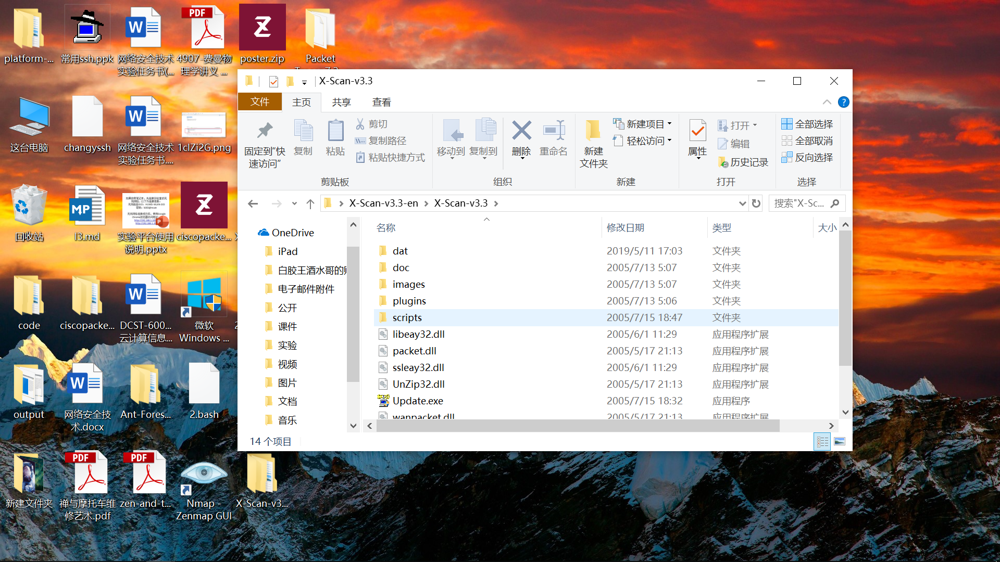 platform-...
常用ssh.ppk
网络安全技术
实验任务书(...
PDF
4907-费曼物
理学讲义 ...
poster.zip
Packet
这台电脑
changyssh
网络安全技术
实验任务书....
1clZi2G.png
回收站
MP
l3.md
实验平台使用
说明.pptx
ciscopacke...
code
ciscopacke...
DCST-600...
云计算信息...
微软
Windows ...
output
网络安全技
术.docx
Ant-Fores...
2.bash
新建文件夹
PDF
禅与摩托车维
修艺术.pdf
PDF
zen-and-t...
Nmap -
Zenmap GUI
X-Scan-v3...
X-Scan-v3.3
文件
主页
共享
查看
固定到“快
速访问”
复制
粘贴
剪切
复制路径
粘贴快捷方式
剪贴板
移动到
复制到
删除
重命名
组织
新建
文件夹
新建项目
轻松访问
新建
属性
打开
编辑
历史记录
打开
全部选择
全部取消
反向选择
选择
X-Scan-v3.3-en
X-Scan-v3.3
搜索"X-Sc...
OneDrive
iPad
白胶王酒水哥的
电子邮件附件
公开
课件
实验
视频
图片
文档
音乐
名称 修改日期 类型 大小
dat 2019/5/11 17:03 文件夹
doc 2005/7/13 5:07 文件夹
images 2005/7/13 5:07 文件夹
plugins 2005/7/13 5:06 文件夹
scripts 2005/7/15 18:47 文件夹
libeay32.dll 2005/6/1 11:29 应用程序扩展
packet.dll 2005/5/17 21:13 应用程序扩展
ssleay32.dll 2005/6/1 11:29 应用程序扩展
UnZip32.dll 2005/5/17 21:13 应用程序扩展
Update.exe 2005/7/15 18:32 应用程序
wanpacket.dll 2005/5/17 21:13 应用程序扩展
14 个项目